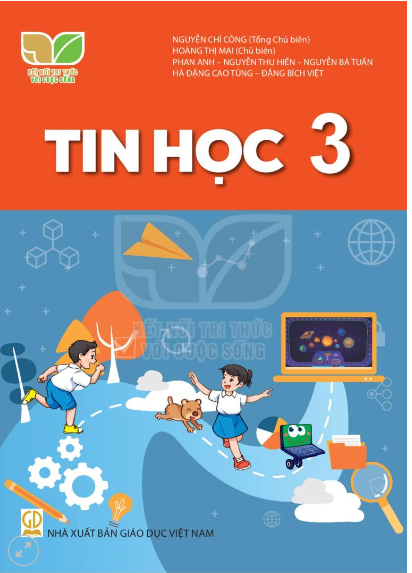 NGUYỄN CHÍ CÔNG (Tổng Chủ biên)
HOÀNG THỊ MAI (Chủ biên)
PHAN ANH – NGUYỄN THU HIỀN – NGUYỄN BÁ TUẤN
HÀ ĐẶNG CAO TÙNG – ĐẶNG BÍCH VIỆT
KẾT NỐI TRI THỨC
VỚI CUỘC SỐNG
TIN HỌC 3
KẾT NỐI TRI THỨC
VỚI CUỘC SỐNG
GD
NHÀ XUẤT BẢN GIÁO DỤC VIỆT NAM